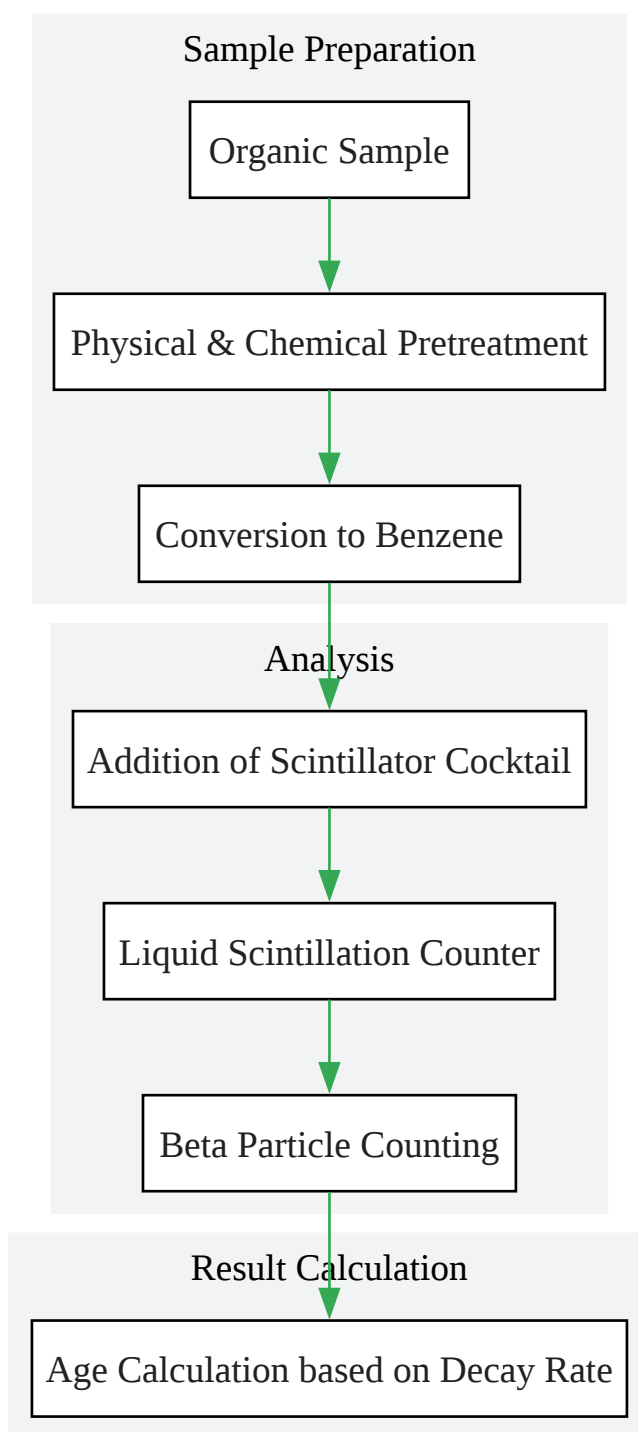 Sample Preparation
Organic Sample
Physical & Chemical Pretreatment
Conversion to Benzene
Analysis
Addition of Scintillator Cocktail
Liquid Scintillation Counter
Beta Particle Counting
Result Calculation
Age Calculation based on Decay Rate